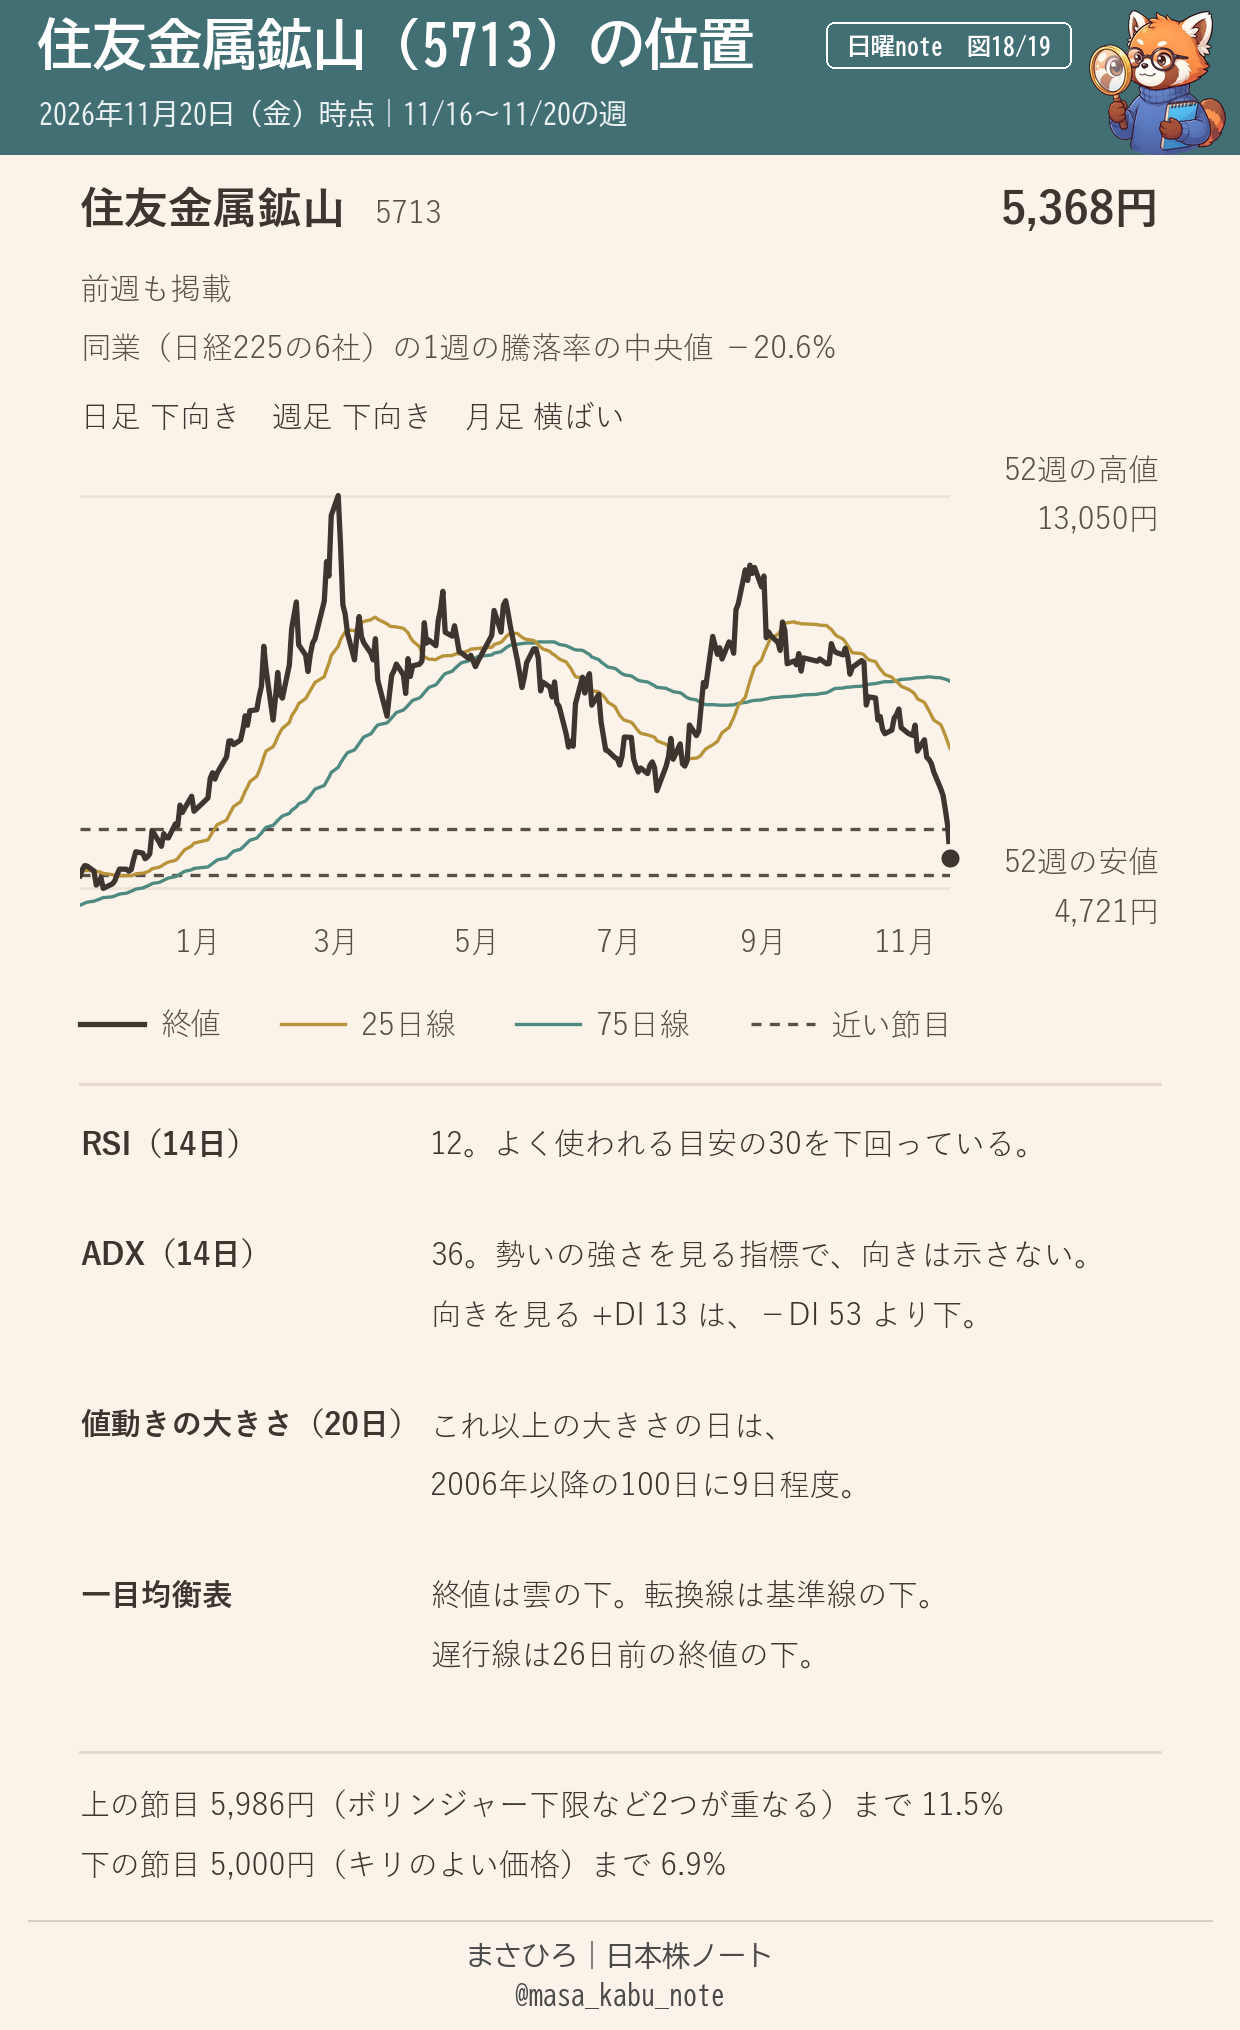 住友金属鉱山（5713）の位置
日曜note　図18/19
2026年11月20日（金）時点｜11/16～11/20の週
住友金属鉱山　5713
5,368円
前週も掲載
同業（日経225の6社）の1週の騰落率の中央値 －20.6%
日足 下向き　週足 下向き　月足 横ばい
52週の高値
13,050円
52週の安値
4,721円
1月　3月　5月　7月　9月　11月
終値　25日線　75日線　近い節目
RSI（14日）　12。よく使われる目安の30を下回っている。
ADX（14日）　36。勢いの強さを見る指標で、向きは示さない。
向きを見る +DI 13 は、－DI 53 より下。
値動きの大きさ（20日）　これ以上の大きさの日は、
2006年以降の100日に9日程度。
一目均衡表　終値は雲の下。転換線は基準線の下。
遅行線は26日前の終値の下。
上の節目 5,986円（ボリンジャー下限など2つが重なる）まで 11.5%
下の節目 5,000円（キリのよい価格）まで 6.9%
まさひろ｜日本株ノート
@masa_kabu_note